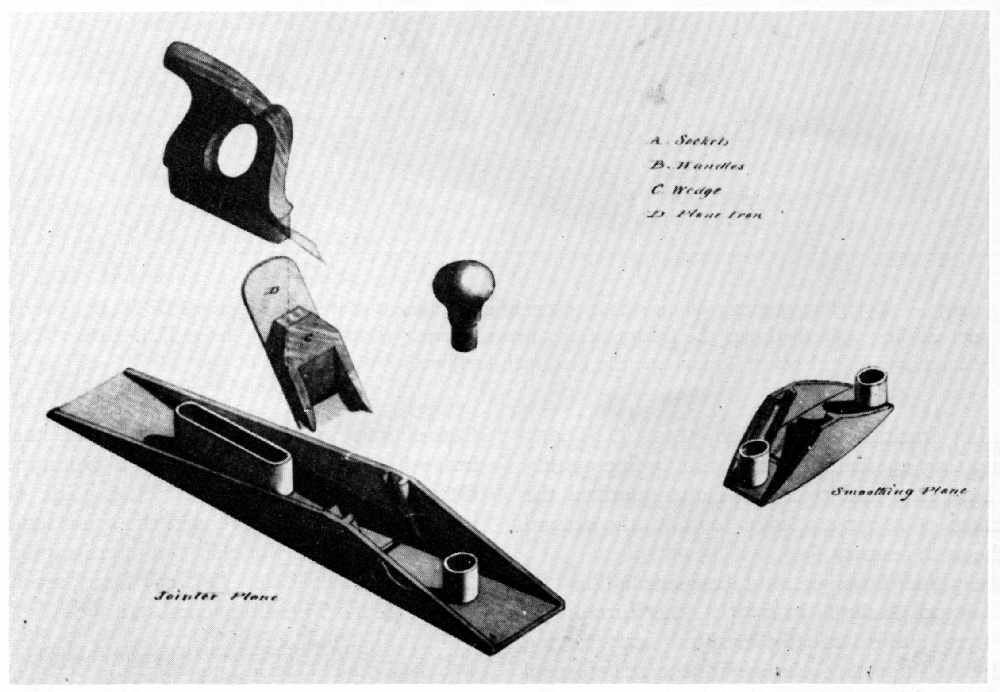 A. Sockets
B. Handles
C. Wedge
D. Plane Iron
D
C
Smoothing Plane
Jointer Plane